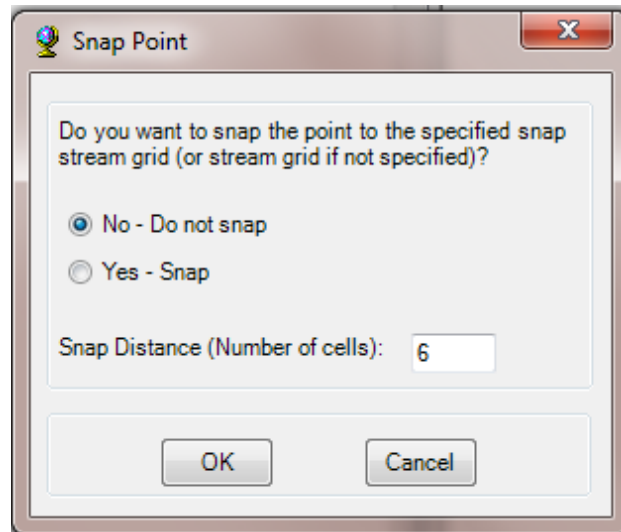 Snap Point
Do you want to snap the point to the specified snap
stream grid (or stream grid if not specified)?
No - Do not snap
Yes - Snap
Snap Distance (Number of cells): 6
OK Cancel